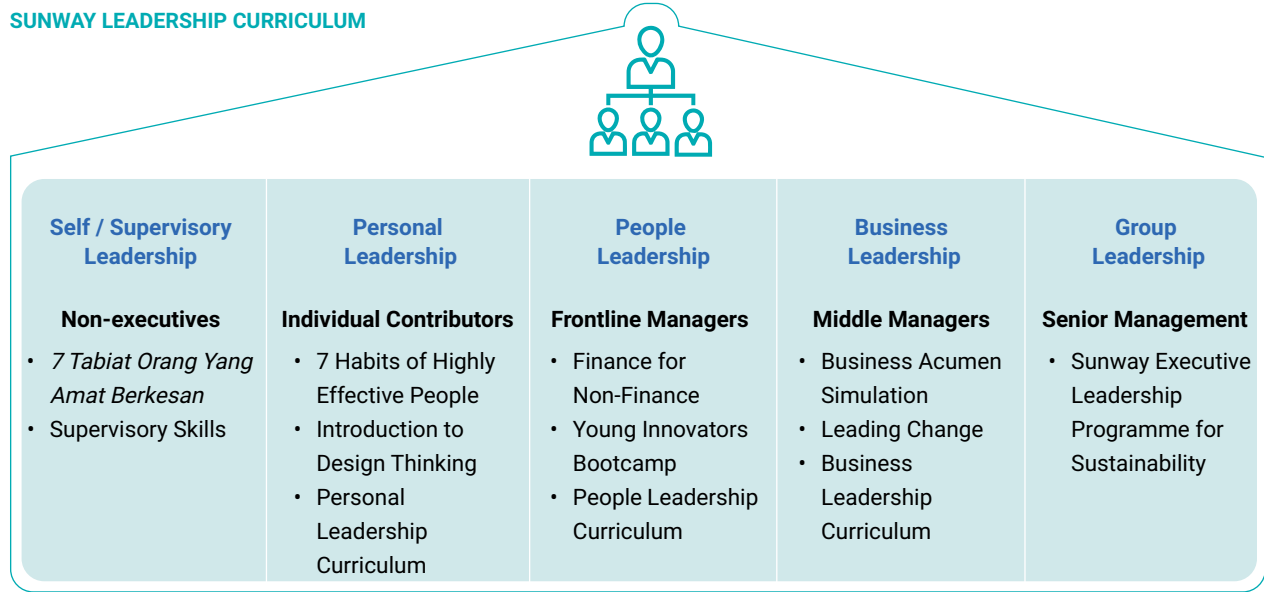 SUNWAY LEADERSHIP CURRICULUM
Self / Supervisory
Leadership
Non-executives
• 7 Tabiat Orang Yang
Amat Berkesan
• Supervisory Skills
Personal
Leadership
Individual Contributors
• 7 Habits of Highly
Effective People
• Introduction to
Design Thinking
• Personal
Leadership
Curriculum
People
Leadership
Frontline Managers
• Finance for
Non-Finance
• Young Innovators
Bootcamp
• People Leadership
Curriculum
Business
Leadership
Middle Managers
• Business Acumen
Simulation
• Leading Change
• Business
Leadership
Curriculum
Group
Leadership
Senior Management
• Sunway Executive
Leadership
Programme for
Sustainability